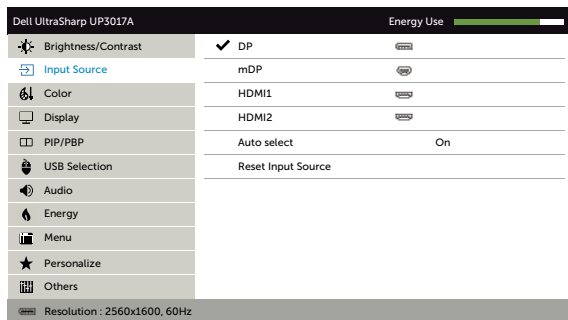 Dell UltraSharp UP3017A Energy Use
Brightness/Contrast DP
Input Source mDP
Color HDMI1
Display HDMI2
PIP/PBP Auto select On
USB Selection Reset Input Source
Audio
Energy
Menu
Personalize
Others
Resolution : 2560x1600, 60Hz